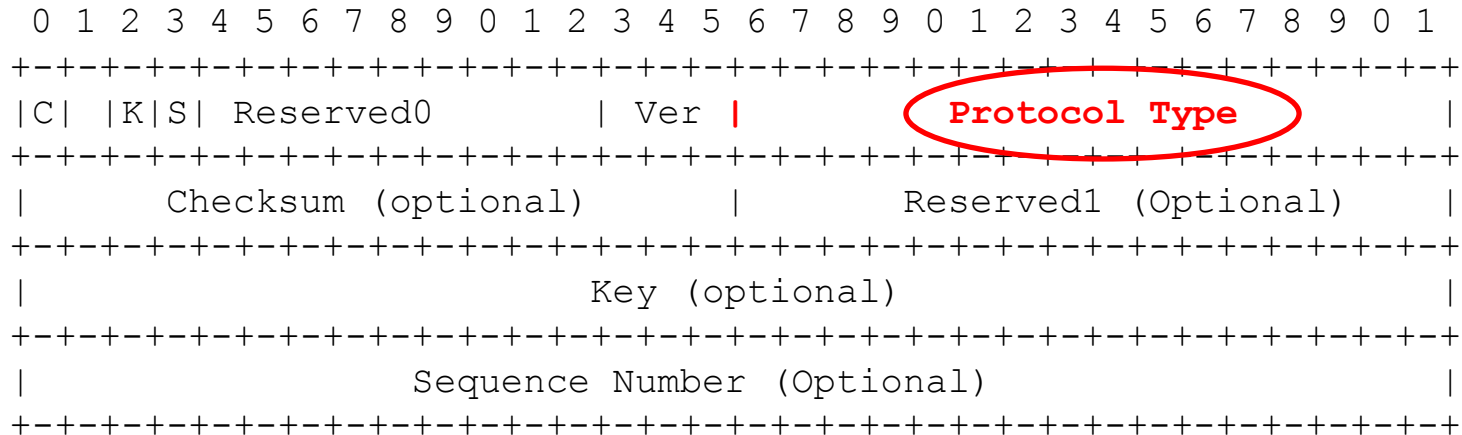 0 1 2 3 4 5 6 7 8 9 0 1 2 3 4 5 6 7 8 9 0 1 2 3 4 5 6 7 8 9 0 1
+-+-+-+-+-+-+-+-+-+-+-+-+-+-+-+-+-+-+-+-+-+-+-+-+-+-+-+-+-+-+-+-+
|C| |K|S| Reserved0       | Ver |         Protocol Type         |
+-+-+-+-+-+-+-+-+-+-+-+-+-+-+-+-+-+-+-+-+-+-+-+-+-+-+-+-+-+-+-+-+
|      Checksum (optional)      |       Reserved1 (Optional)    |
+-+-+-+-+-+-+-+-+-+-+-+-+-+-+-+-+-+-+-+-+-+-+-+-+-+-+-+-+-+-+-+-+
|                         Key (optional)                        |
+-+-+-+-+-+-+-+-+-+-+-+-+-+-+-+-+-+-+-+-+-+-+-+-+-+-+-+-+-+-+-+-+
|                 Sequence Number (Optional)                    |
+-+-+-+-+-+-+-+-+-+-+-+-+-+-+-+-+-+-+-+-+-+-+-+-+-+-+-+-+-+-+-+-+